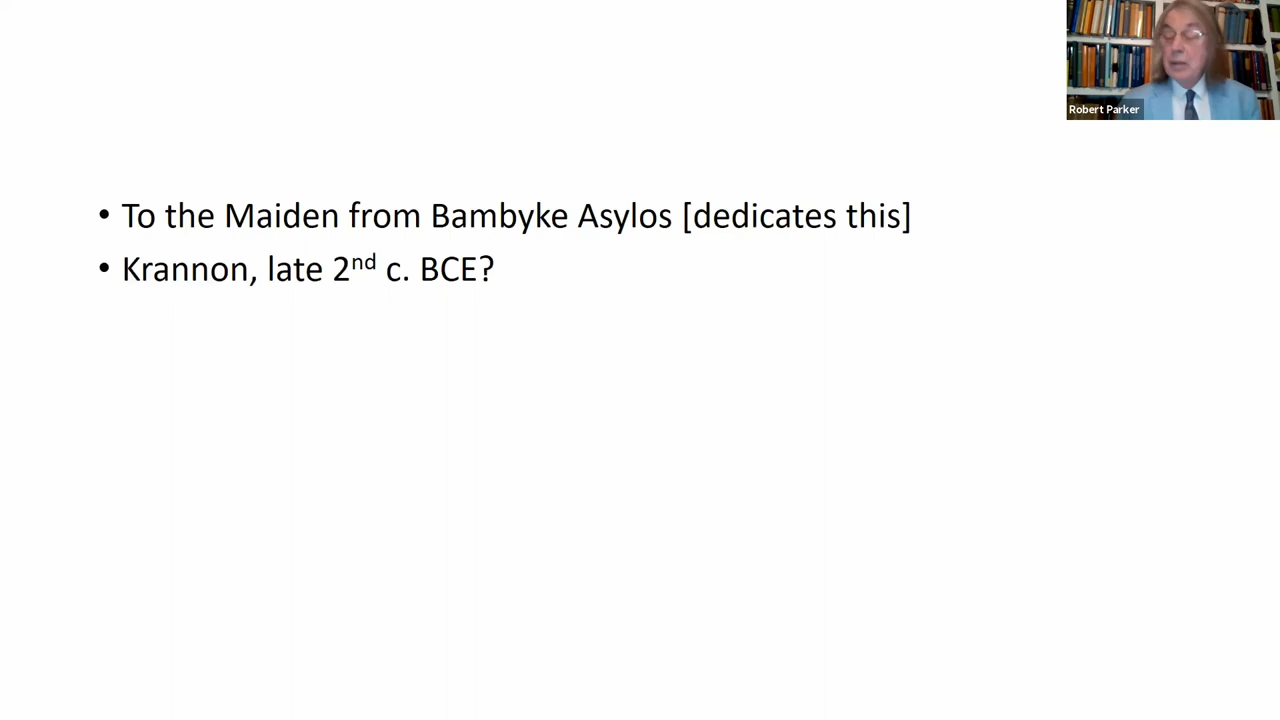 Robert Parker
• To the Maiden from Bambyke Asylos [dedicates this]
• Krannon, late 2nd c. BCE?